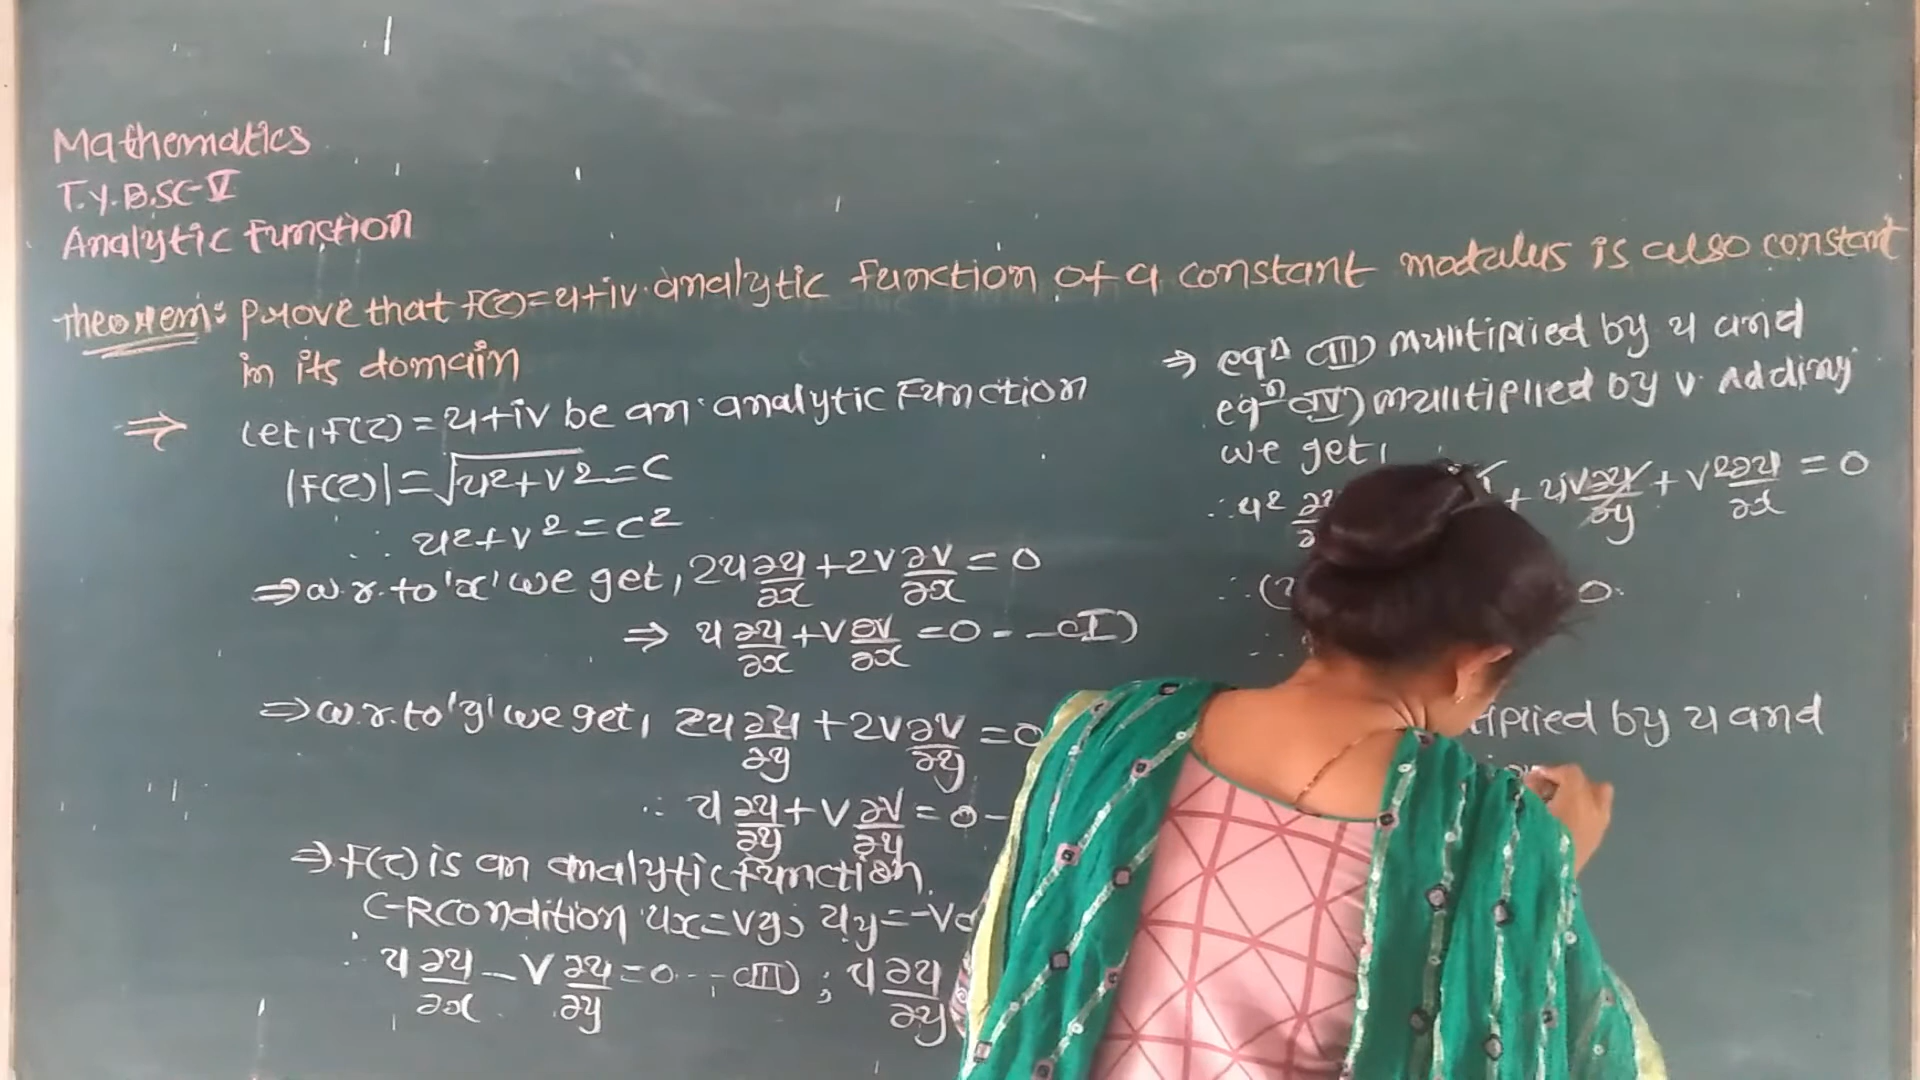 Mathematics
T.Y.B.SC-V
Analytic Function
Theorem: Prove that F(z)=u+iv analytic function of a constant modulus is also constant
in its domain
⇒ Let, F(z)=u+iv be an analytic Function
|F(z)|=√u²+v²=C
∴ u²+v²=C²
⇒ w.r.to 'x' we get, 2u ∂u/∂x + 2v ∂v/∂x = 0
⇒ u ∂u/∂x + v ∂v/∂x = 0 -- (I)
⇒ w.r.to 'y' we get, 2u ∂u/∂y + 2v ∂v/∂y = 0
∴ u ∂u/∂y + v ∂v/∂y = 0 -
⇒ F(z) is an analytic function.
C-R condition ux=vy, uy=-v
∴ u ∂u/∂x - v ∂u/∂y = 0 -- (III) ; u ∂u/∂y
⇒ eqn (III) multiplied by u and
eqn (IV) multiplied by v Adding
we get,
∴ u² + uv ∂u/∂y + v² ∂u/∂x = 0
∴ ( 0
∴
tiplied by u and